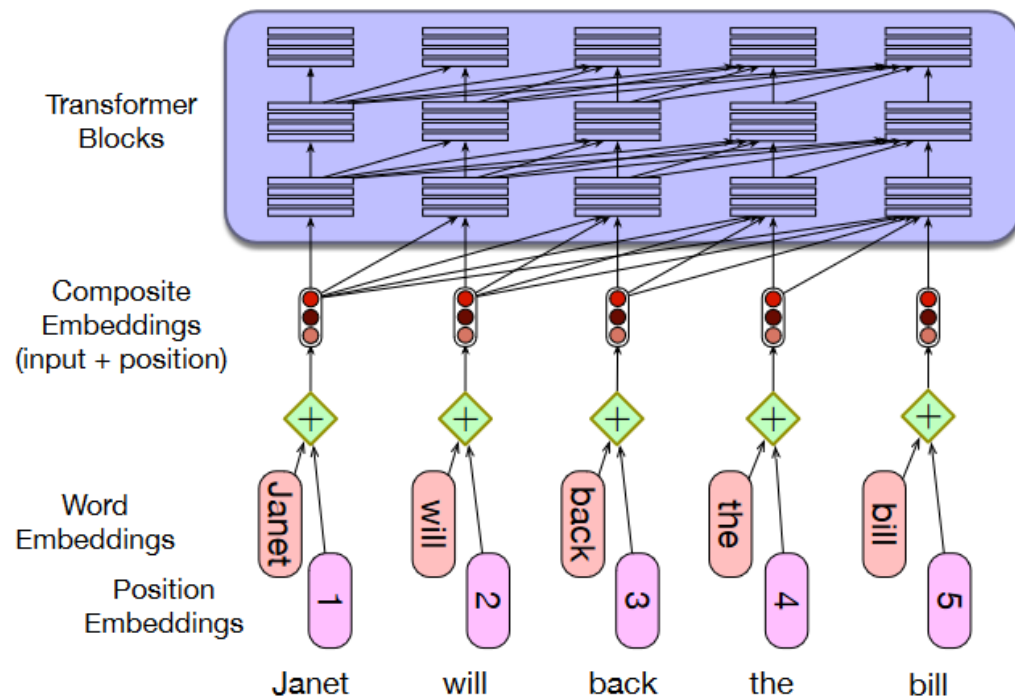 Transformer
Blocks
Composite
Embeddings
(input + position)
+ + + + +
Word
Embeddings
Janet will back the bill
Position
Embeddings
1 2 3 4 5
Janet will back the bill